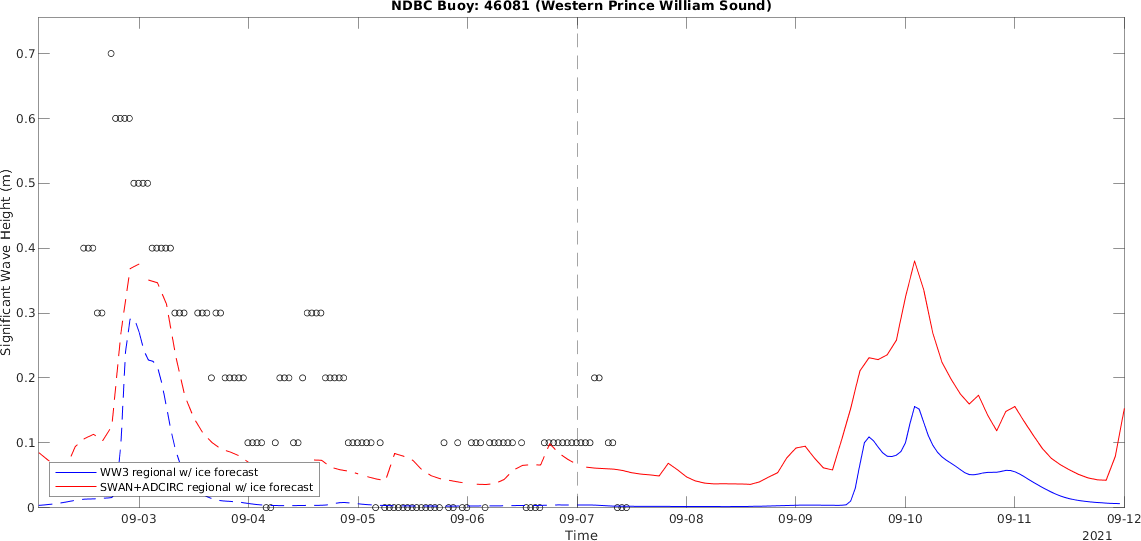 NDBC Buoy: 46081 (Western Prince William Sound)
Significant Wave Height (m)
0.7
0.6
0.5
0.4
0.3
0.2
0.1
0
WW3 regional w/ ice forecast
SWAN+ADCIRC regional w/ ice forecast
09-03 09-04 09-05 09-06 09-07 09-08 09-09 09-10 09-11 09-12
Time
2021